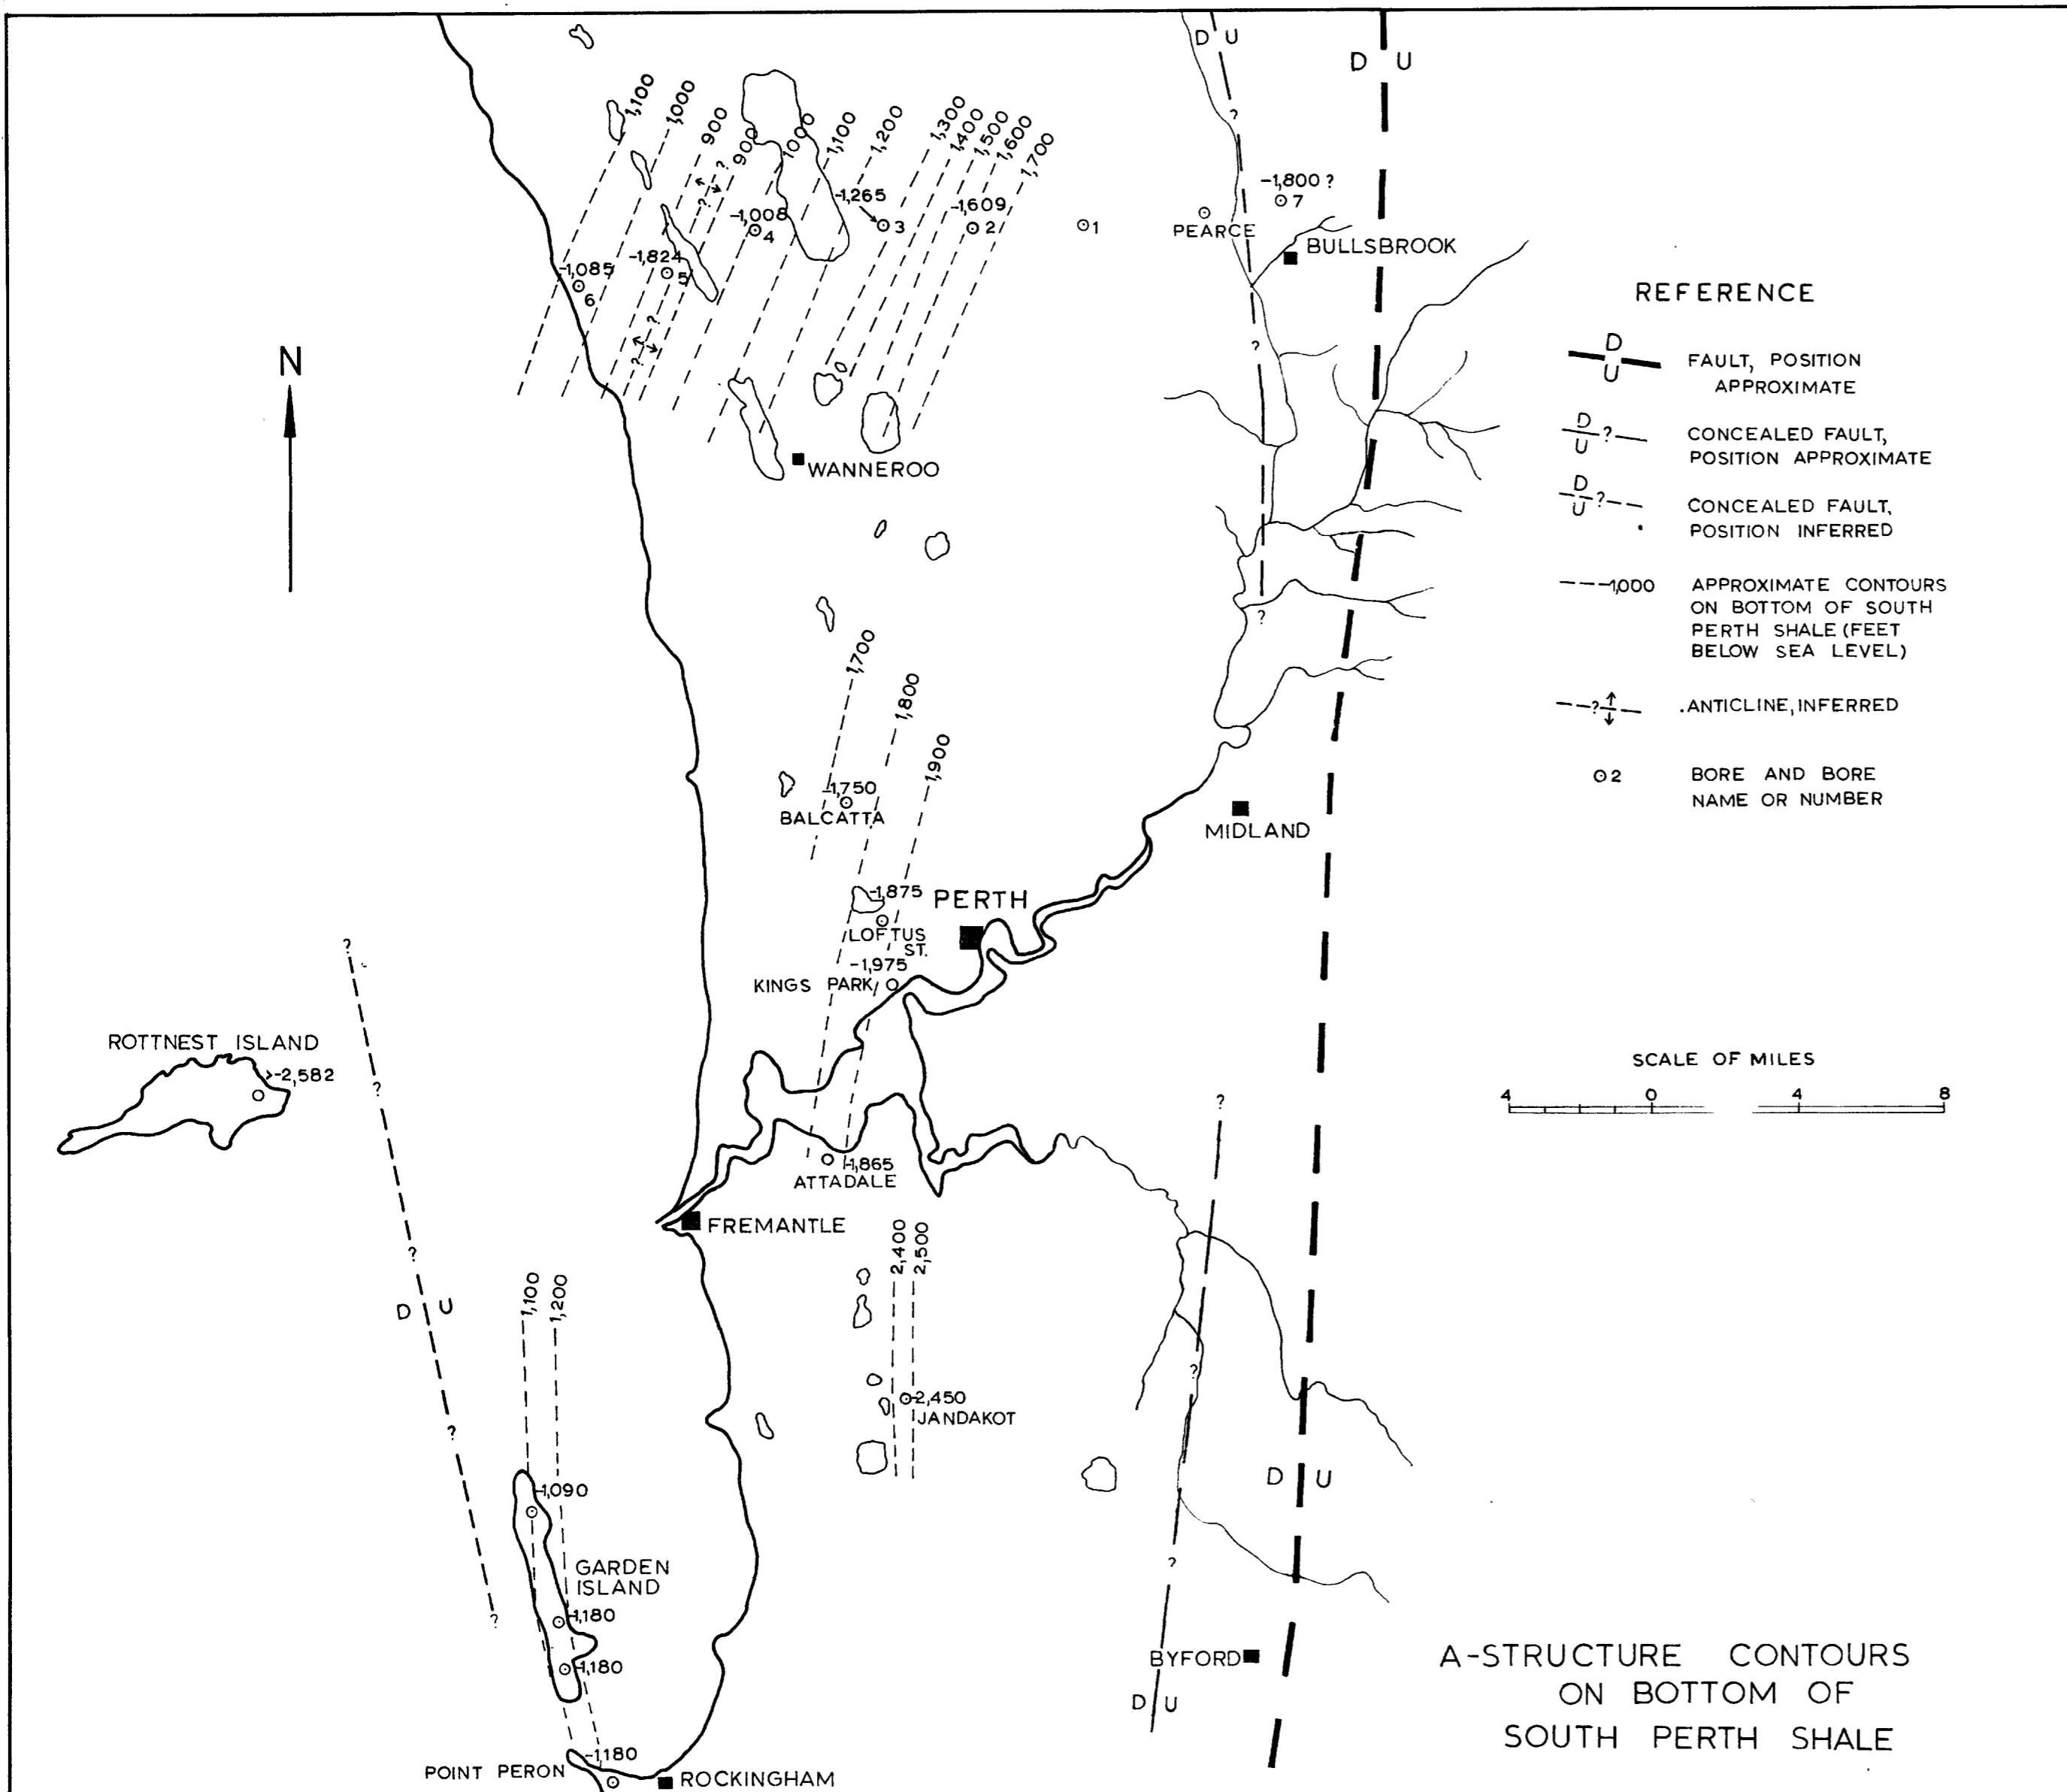 D U
D U
1,100
1,000
900
900
1000
1,100
1,200
1,300
1,400
1,500
1,600
1,700
?
?
?
-1,265
3
-1,609
2
1
-1,800 ?
7
PEARCE
BULLSBROOK
-1,008
4
-1,824
5
-1,085
6
?
?
?
N
WANNEROO
?
REFERENCE
D
U
FAULT, POSITION
APPROXIMATE
D
U
?
CONCEALED FAULT,
POSITION APPROXIMATE
D
U
?
CONCEALED FAULT,
POSITION INFERRED
1,000
APPROXIMATE CONTOURS
ON BOTTOM OF SOUTH
PERTH SHALE (FEET
BELOW SEA LEVEL)
?
ANTICLINE, INFERRED
2
BORE AND BORE
NAME OR NUMBER
1,700
1,800
1,900
-1,750
BALCATTA
MIDLAND
-1,875
PERTH
LOFTUS
ST.
-1,975
KINGS PARK
?
ROTTNEST ISLAND
>-2,582
?
SCALE OF MILES
4 0 4 8
?
-1,865
ATTADALE
FREMANTLE
?
D U
1,100
1,200
2,400
2,500
-2,450
JANDAKOT
?
?
D U
-1,090
GARDEN
ISLAND
?
-1,180
?
-1,180
BYFORD
D U
-1180
POINT PERON
ROCKINGHAM
A-STRUCTURE CONTOURS
ON BOTTOM OF
SOUTH PERTH SHALE